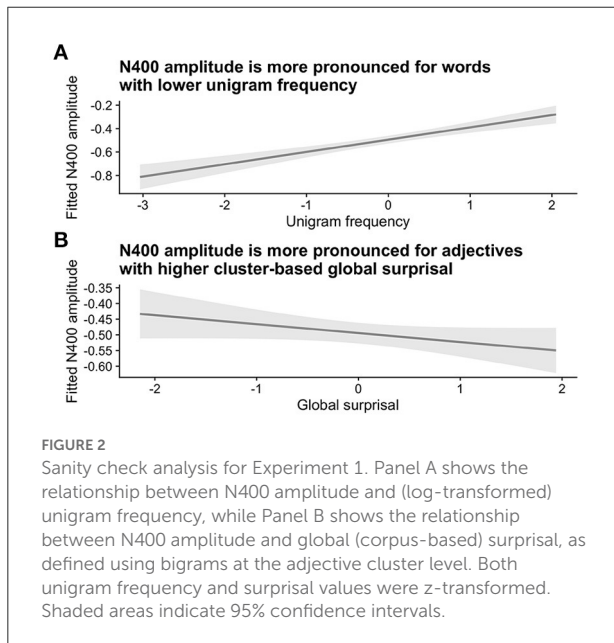 A
N400 amplitude is more pronounced for words
with lower unigram frequency
Fitted N400 amplitude
-0.2
-0.4
-0.6
-0.8
-3 -2 -1 0 1 2
Unigram frequency
B
N400 amplitude is more pronounced for adjectives
with higher cluster-based global surprisal
Fitted N400 amplitude
-0.35
-0.40
-0.45
-0.50
-0.55
-0.60
-2 -1 0 1 2
Global surprisal
FIGURE 2
Sanity check analysis for Experiment 1. Panel A shows the
relationship between N400 amplitude and (log-transformed)
unigram frequency, while Panel B shows the relationship
between N400 amplitude and global (corpus-based) surprisal, as
defined using bigrams at the adjective cluster level. Both
unigram frequency and surprisal values were z-transformed.
Shaded areas indicate 95% confidence intervals.